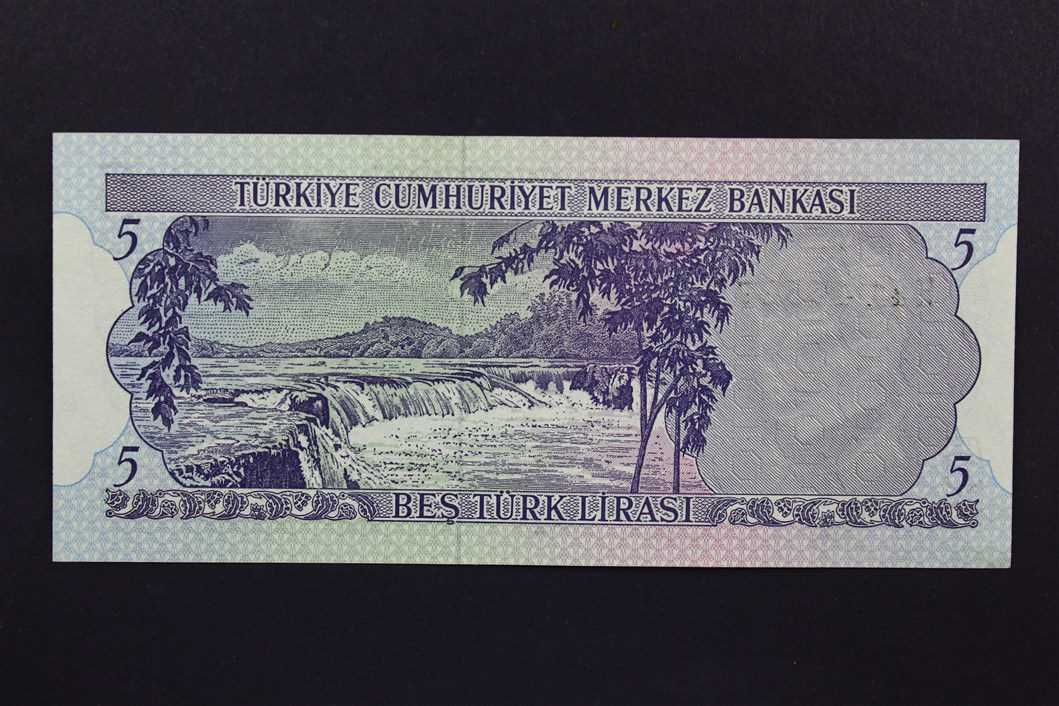 TÜRKİYE CUMHURİYET MERKEZ BANKASI
5 5
5 5
BEŞ TÜRK LİRASI